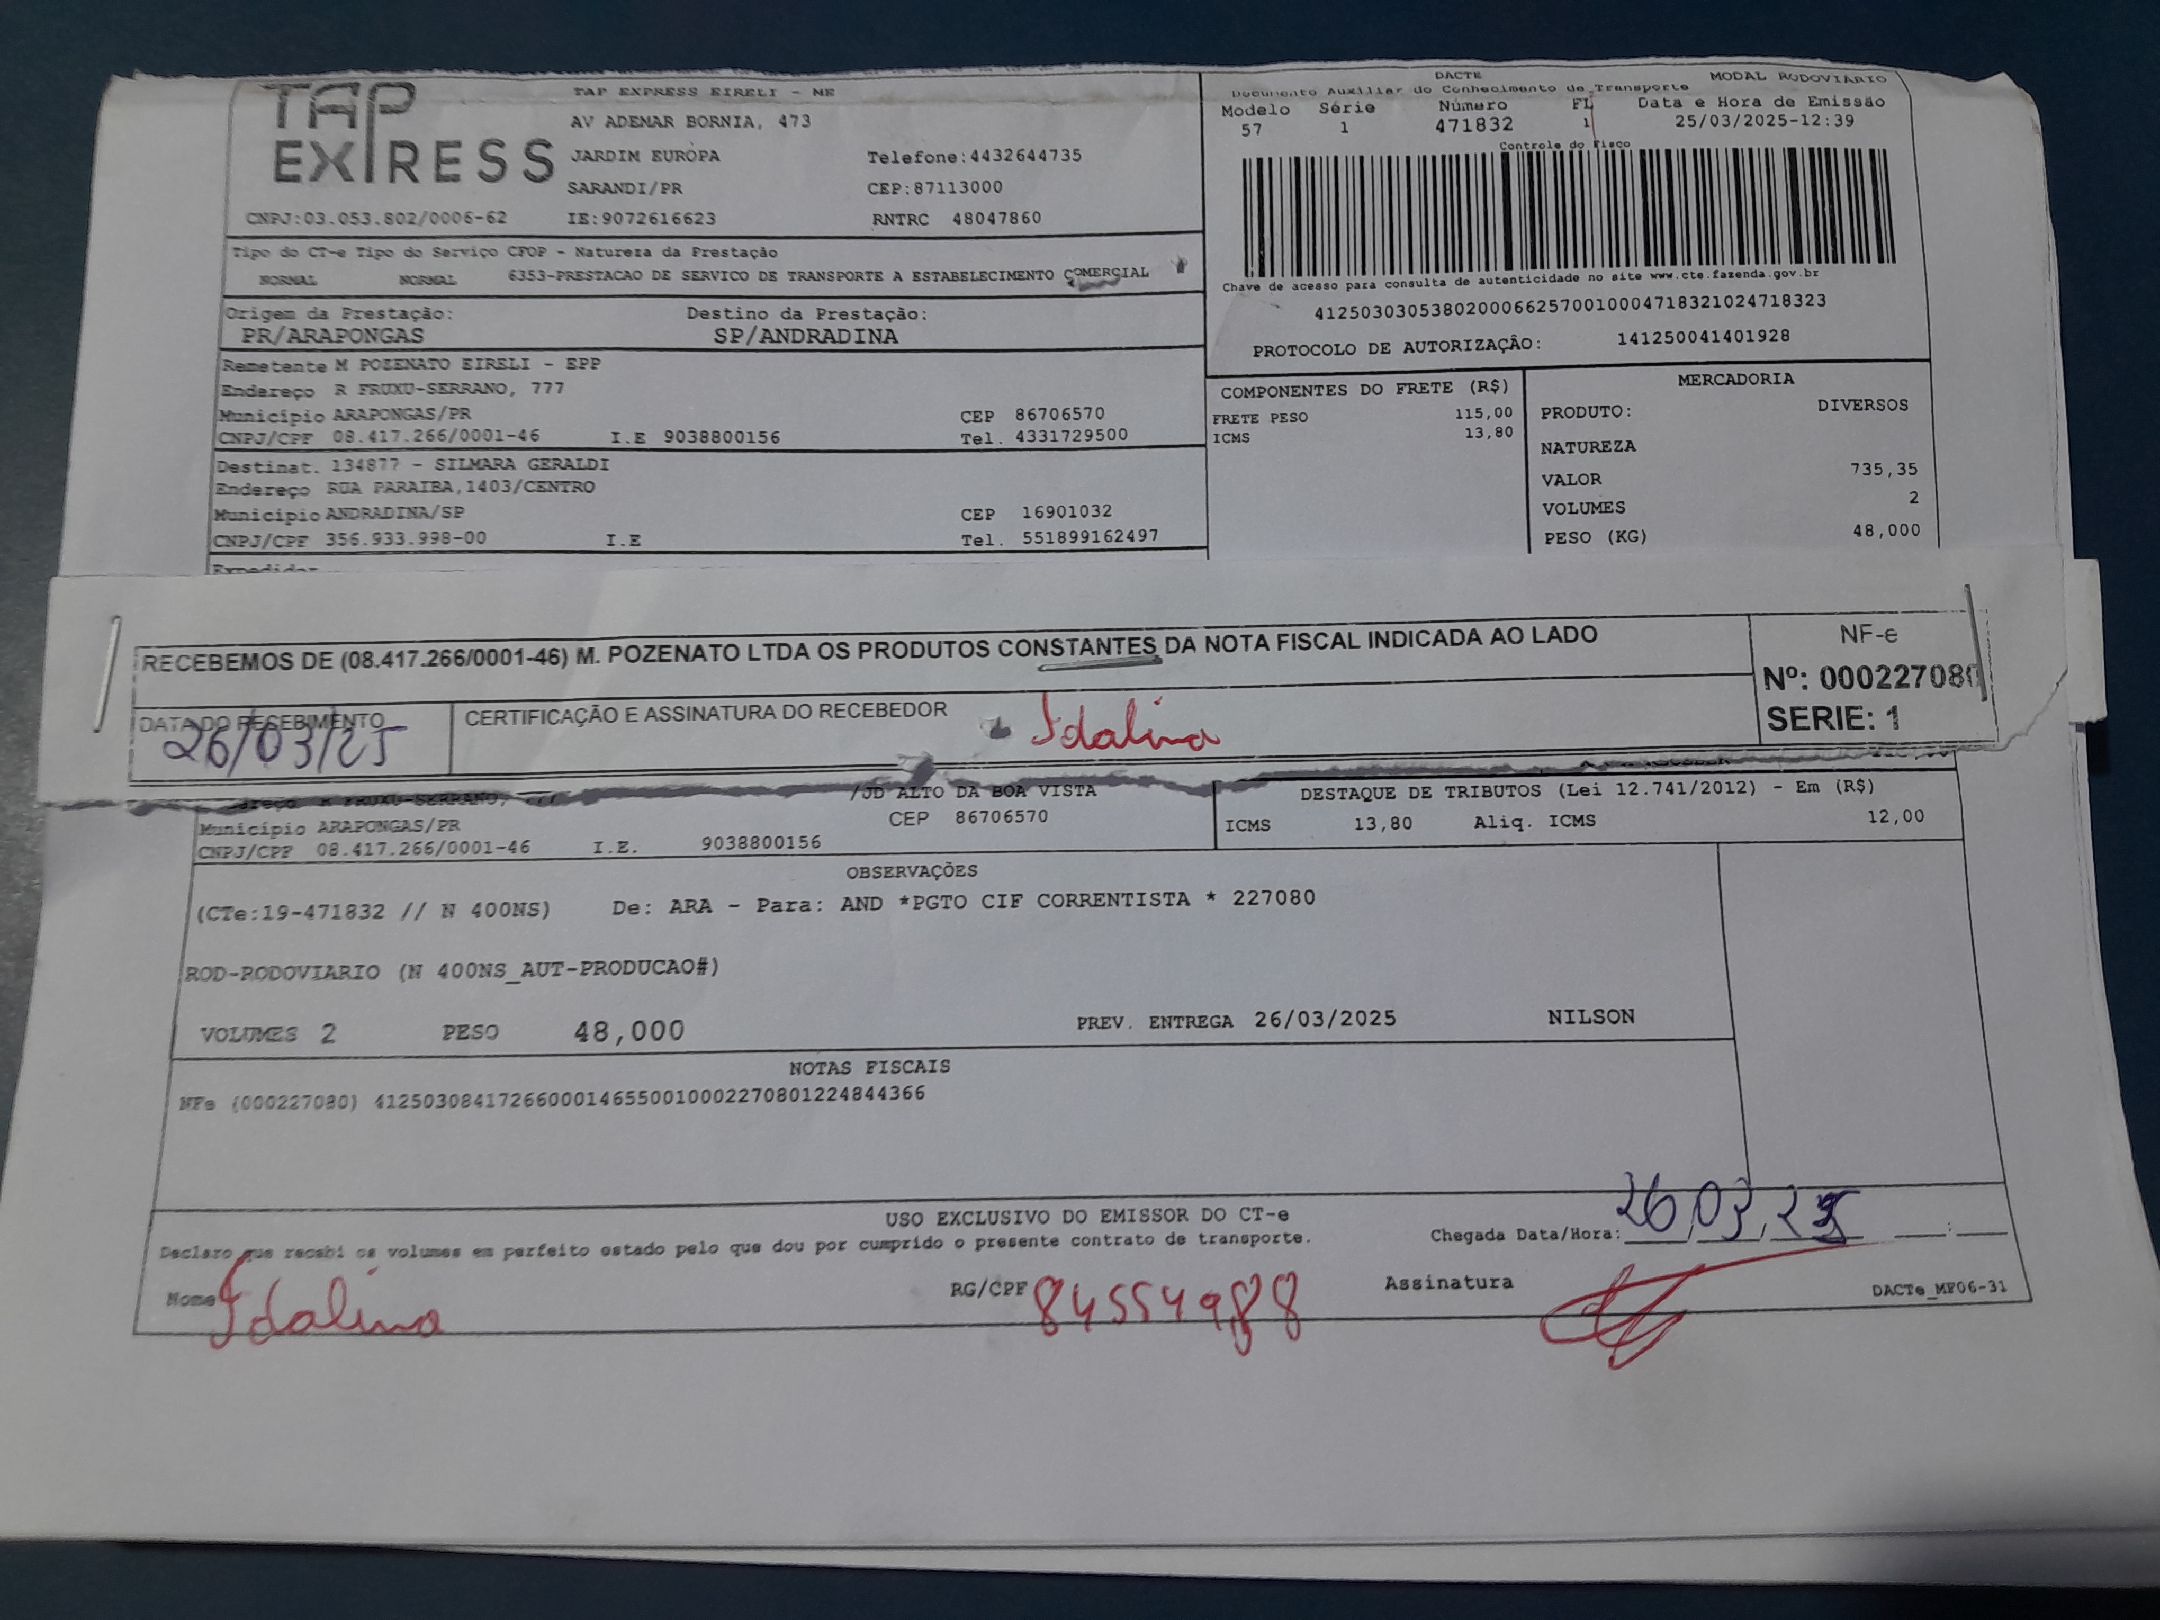 TAP EXPRESS
TAP EXPRESS EIRELI - ME
AV ADEMAR BORNIA, 473
JARDIM EUROPA Telefone:4432644735
SARANDI/PR CEP:87113000
CNPJ:03.053.802/0006-62 IE:9072616623 RNTRC 48047860
DACTE MODAL RODOVIÁRIO
Documento Auxiliar do Conhecimento de Transporte
Modelo Série Número FL Data e Hora de Emissão
57 1 471832 1 25/03/2025-12:39
Controle do Fisco
Chave de acesso para consulta de autenticidade no site www.cte.fazenda.gov.br
41250303053802000662570010004718321024718323
PROTOCOLO DE AUTORIZAÇÃO: 141250041401928
Tipo do CT-e Tipo do Serviço CFOP - Natureza da Prestação
NORMAL NORMAL 6353-PRESTACAO DE SERVICO DE TRANSPORTE A ESTABELECIMENTO COMERCIAL
Origem da Prestação: Destino da Prestação:
PR/ARAPONGAS SP/ANDRADINA
Remetente M POZENATO EIRELI - EPP
Endereço R FRUXU-SERRANO, 777
Município ARAPONGAS/PR CEP 86706570
CNPJ/CPF 08.417.266/0001-46 I.E 9038800156 Tel. 4331729500
Destinat. 134877 - SILMARA GERALDI
Endereço RUA PARAIBA,1403/CENTRO
Município ANDRADINA/SP CEP 16901032
CNPJ/CPF 356.933.998-00 I.E Tel. 551899162497
Expedidor
COMPONENTES DO FRETE (R$)
FRETE PESO 115,00
ICMS 13,80
MERCADORIA
PRODUTO: DIVERSOS
NATUREZA
VALOR 735,35
VOLUMES 2
PESO (KG) 48,000
RECEBEMOS DE (08.417.266/0001-46) M. POZENATO LTDA OS PRODUTOS CONSTANTES DA NOTA FISCAL INDICADA AO LADO
NF-e
Nº: 000227080
SERIE: 1
DATA DO RECEBIMENTO CERTIFICAÇÃO E ASSINATURA DO RECEBEDOR
26/03/25 Idalina
R FRUXU-SERRANO, 777 /JD ALTO DA BOA VISTA
Município ARAPONGAS/PR CEP 86706570
CNPJ/CPF 08.417.266/0001-46 I.E. 9038800156
DESTAQUE DE TRIBUTOS (Lei 12.741/2012) - Em (R$)
ICMS 13,80 Aliq. ICMS 12,00
OBSERVAÇÕES
(CTe:19-471832 // N 400NS) De: ARA - Para: AND *PGTO CIF CORRENTISTA * 227080
ROD-RODOVIARIO (N 400NS_AUT-PRODUCAO#)
VOLUMES 2 PESO 48,000 PREV. ENTREGA 26/03/2025 NILSON
NOTAS FISCAIS
NFe (000227080) 41250308417266000146550010002270801224844366
USO EXCLUSIVO DO EMISSOR DO CT-e
Declaro que recebi os volumes em perfeito estado pelo que dou por cumprido o presente contrato de transporte.
Chegada Data/Hora: 26/03/25 :
Nome Idalina RG/CPF 84554988 Assinatura
DACTe_MF06-31